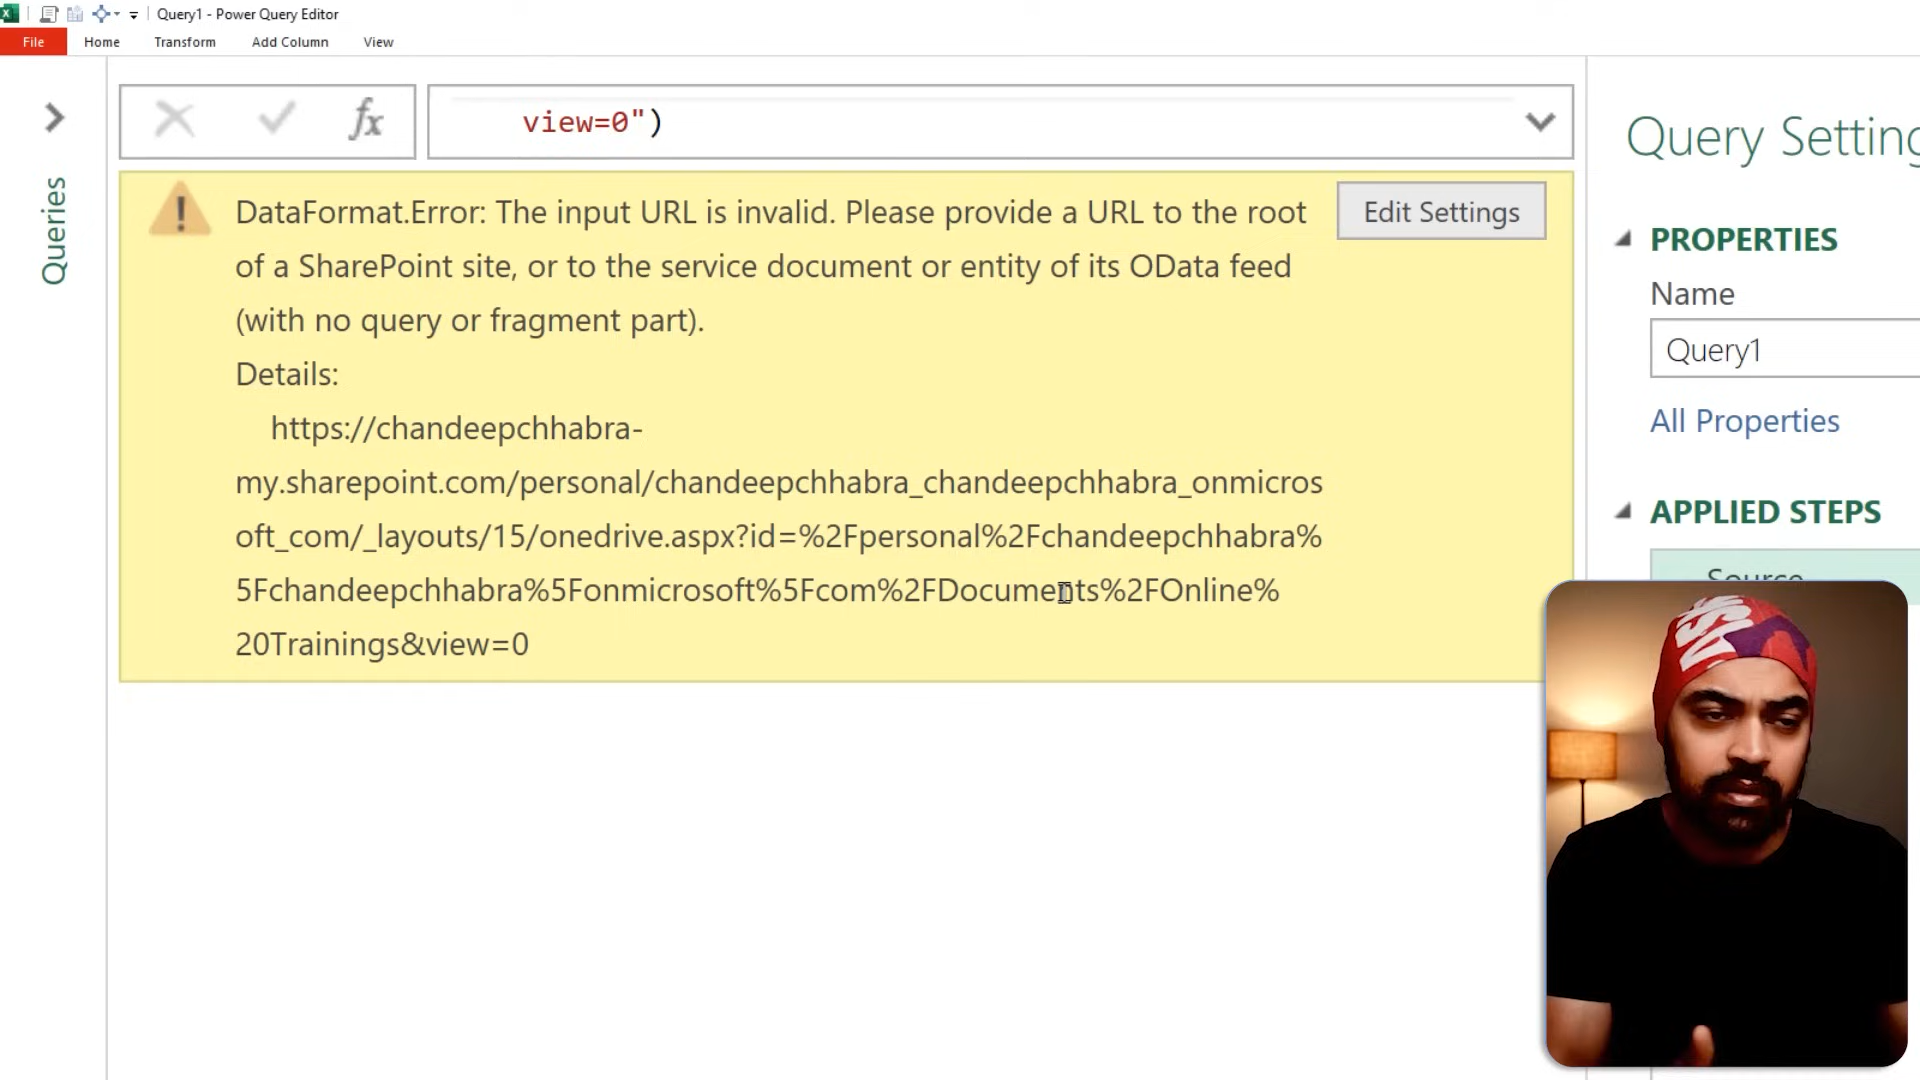 Query1 - Power Query Editor
File Home Transform Add Column View
fx
view=0")
Queries
DataFormat.Error: The input URL is invalid. Please provide a URL to the root
of a SharePoint site, or to the service document or entity of its OData feed
(with no query or fragment part).
Details:
https://chandeepchhabra-
my.sharepoint.com/personal/chandeepchhabra_chandeepchhabra_onmicros
oft_com/_layouts/15/onedrive.aspx?id=%2Fpersonal%2Fchandeepchhabra%
5Fchandeepchhabra%5Fonmicrosoft%5Fcom%2FDocuments%2FOnline%
20Trainings&view=0
Edit Settings
Query Setting
PROPERTIES
Name
Query1
All Properties
APPLIED STEPS
Source